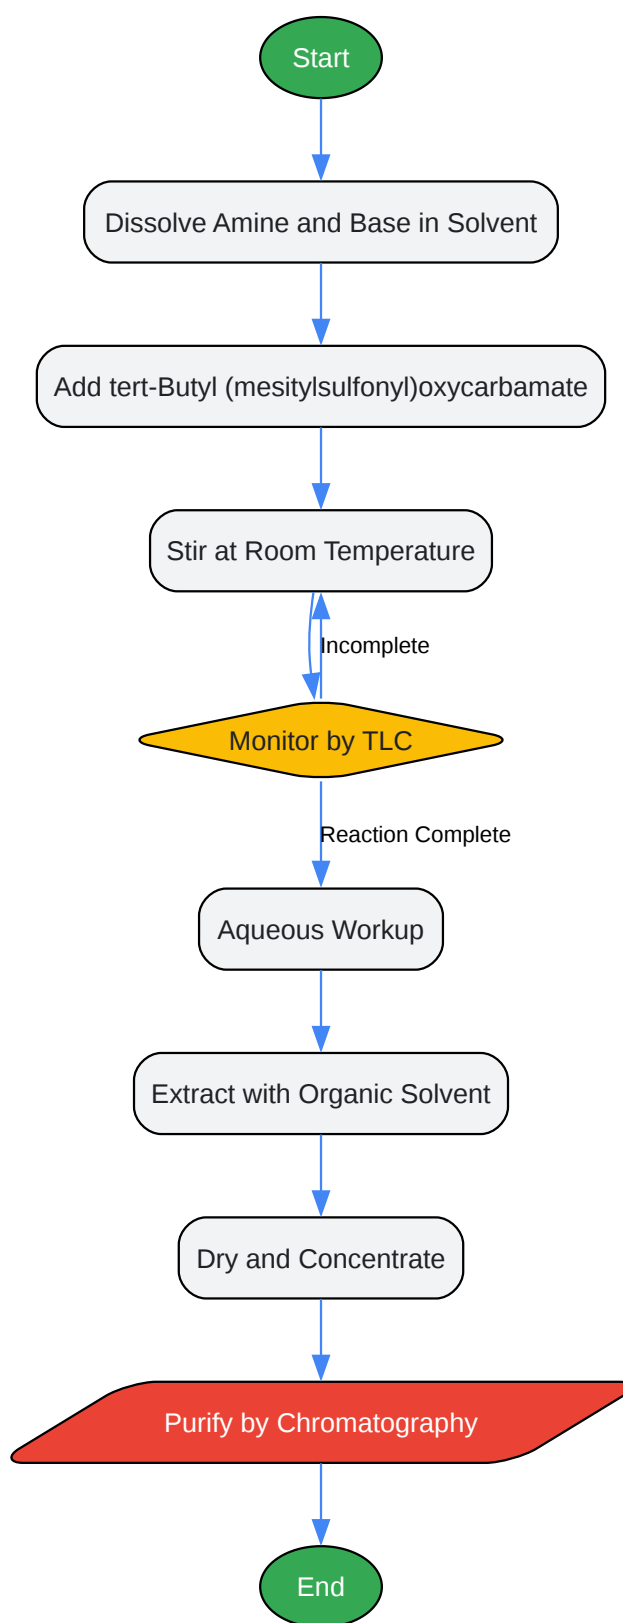 Start
Dissolve Amine and Base in Solvent
Add tert-Butyl (mesitylsulfonyl)oxycarbamate
Stir at Room Temperature
Incomplete
Monitor by TLC
Reaction Complete
Aqueous Workup
Extract with Organic Solvent
Dry and Concentrate
Purify by Chromatography
End